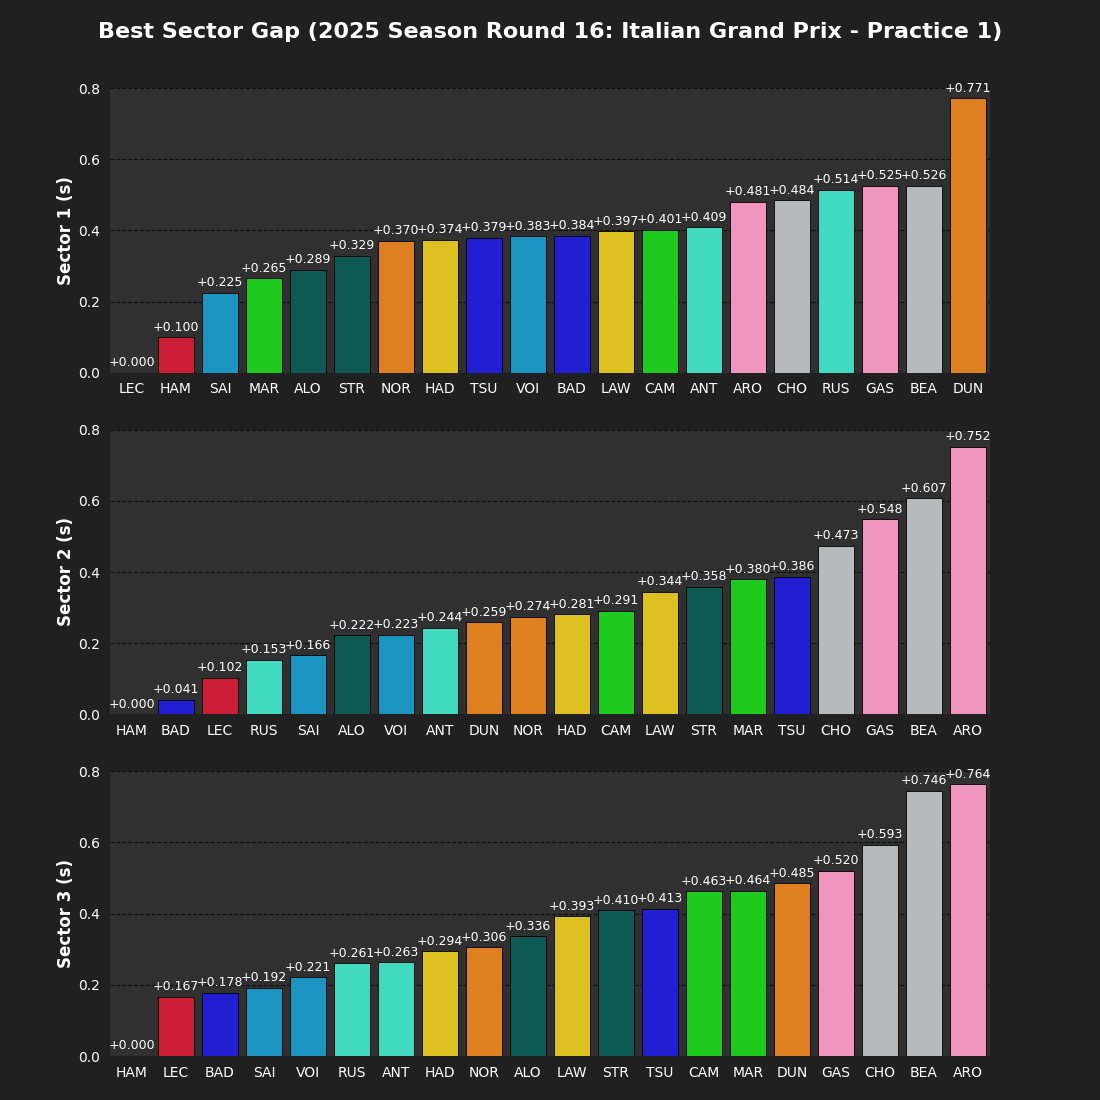 Best Sector Gap (2025 Season Round 16: Italian Grand Prix - Practice 1)
Sector 1 (s)
0.8
0.6
0.4
0.2
0.0
+0.000 +0.100 +0.225 +0.265 +0.289 +0.329 +0.370 +0.374 +0.379 +0.383 +0.384 +0.397 +0.401 +0.409 +0.481 +0.484 +0.514 +0.525 +0.526 +0.771
LEC HAM SAI MAR ALO STR NOR HAD TSU VOI BAD LAW CAM ANT ARO CHO RUS GAS BEA DUN
Sector 2 (s)
0.8
0.6
0.4
0.2
0.0
+0.000 +0.041 +0.102 +0.153 +0.166 +0.222 +0.223 +0.244 +0.259 +0.274 +0.281 +0.291 +0.344 +0.358 +0.380 +0.386 +0.473 +0.548 +0.607 +0.752
HAM BAD LEC RUS SAI ALO VOI ANT DUN NOR HAD CAM LAW STR MAR TSU CHO GAS BEA ARO
Sector 3 (s)
0.8
0.6
0.4
0.2
0.0
+0.000 +0.167 +0.178 +0.192 +0.221 +0.261 +0.263 +0.294 +0.306 +0.336 +0.393 +0.410 +0.413 +0.463 +0.464 +0.485 +0.520 +0.593 +0.746 +0.764
HAM LEC BAD SAI VOI RUS ANT HAD NOR ALO LAW STR TSU CAM MAR DUN GAS CHO BEA ARO